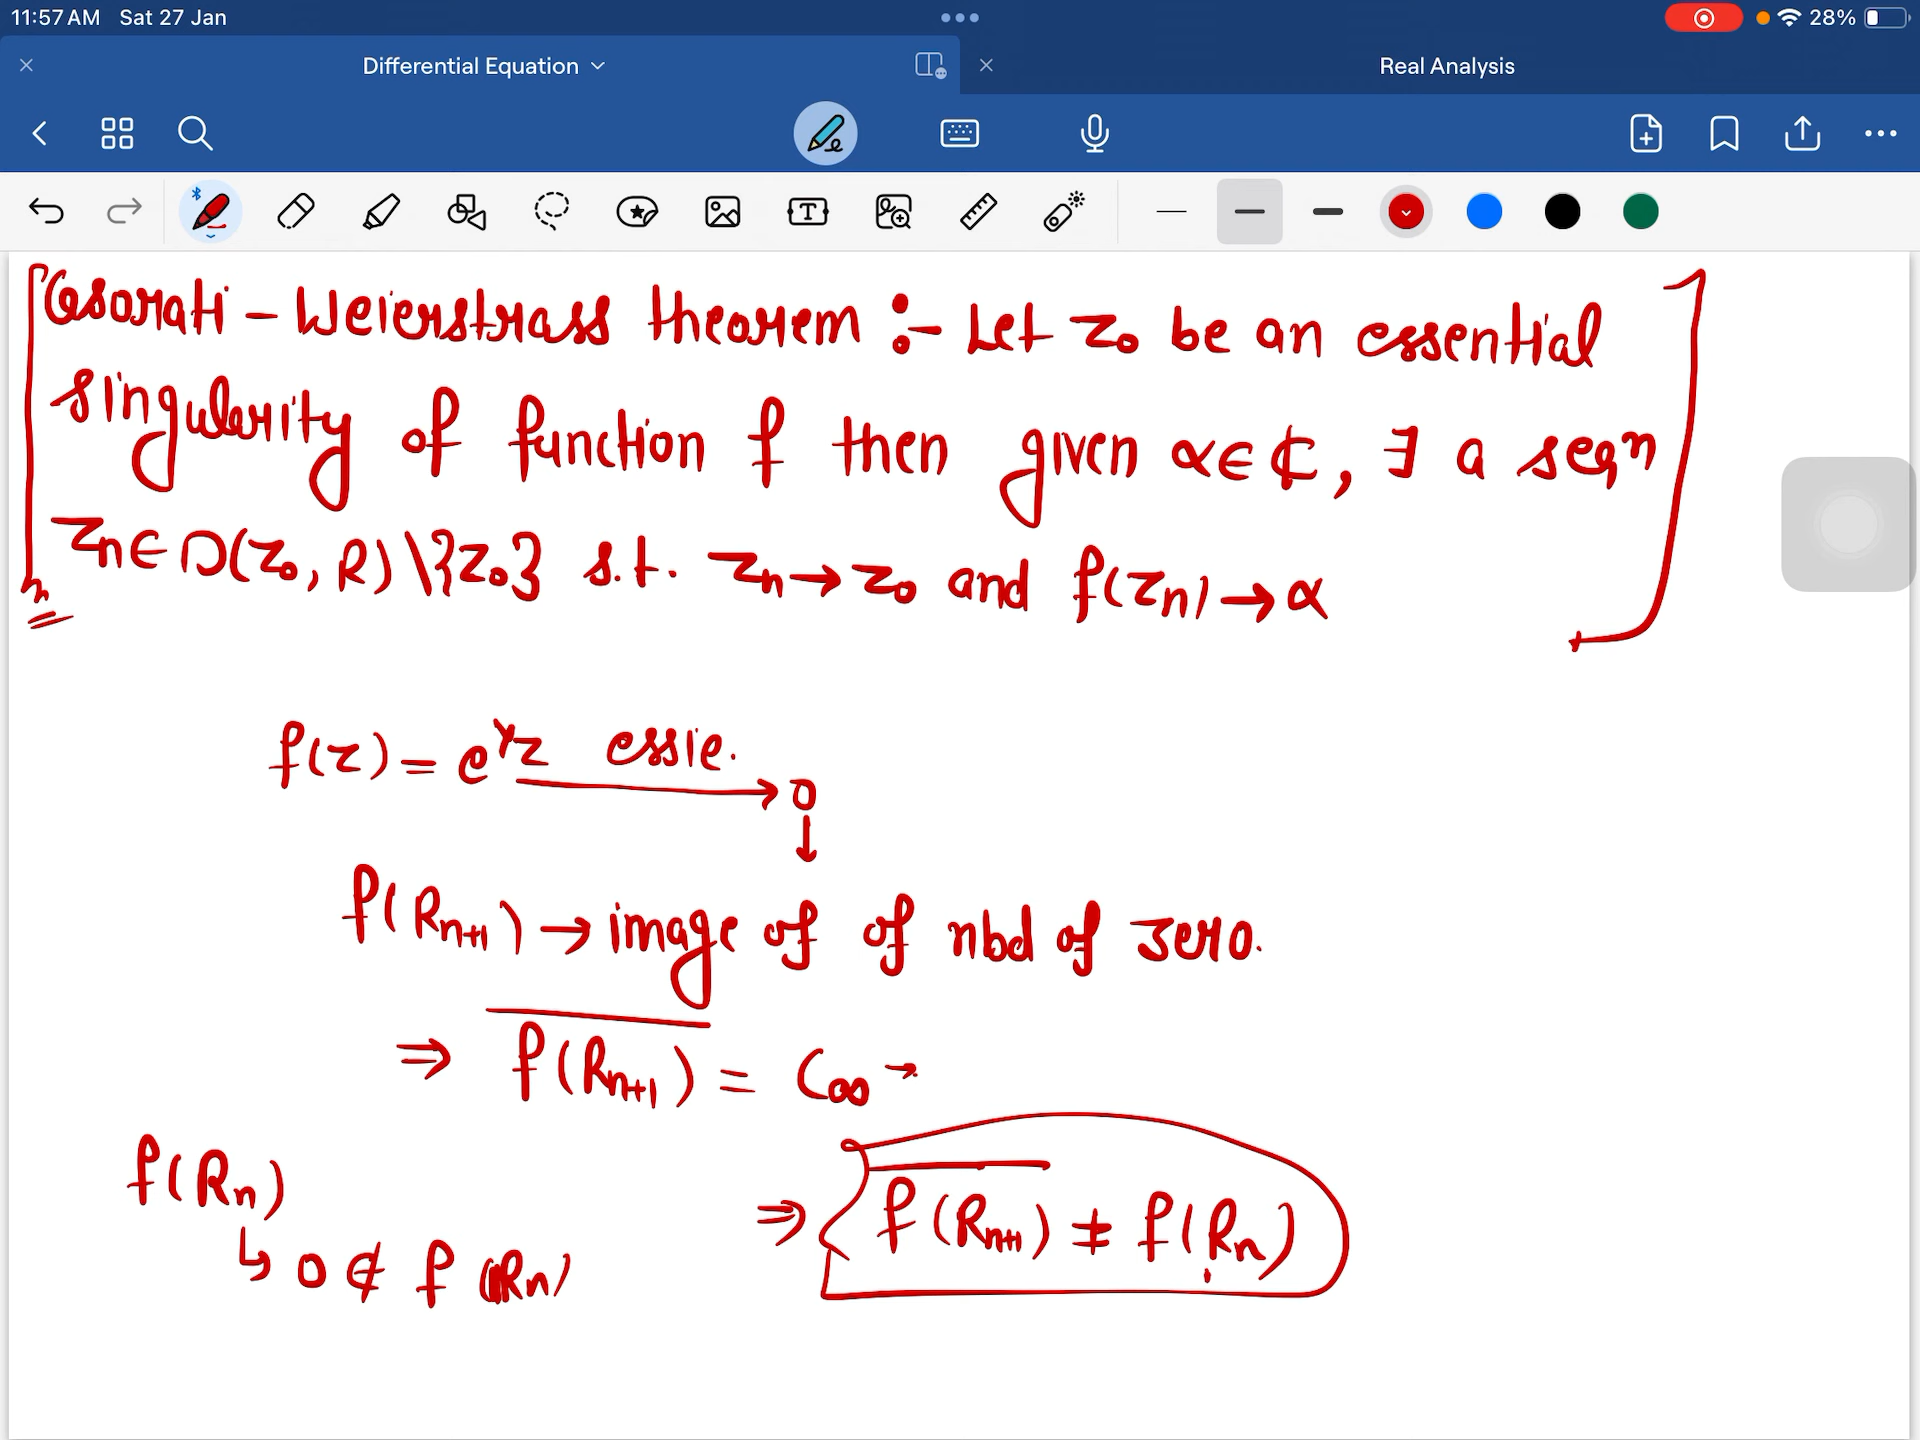 11:57 AM Sat 27 Jan 28%
Differential Equation Real Analysis
Casorati - Weierstrass theorem :- Let z₀ be an essential
singularity of function f then given α ∈ ₵, ∃ a seqⁿ
zₙ ∈ D(z₀, R) \ {z₀} s.t. zₙ → z₀ and f(zₙ) → α
f(z) = e^{1/z} essie. → 0
↓
f(Rₙ₊₁) → image of of nbd of zero.
⇒ \overline{f(Rₙ₊₁)} = C∞ →
f(Rₙ)
↳ 0 ∉ f(Rₙ)
⇒ \overline{f(Rₙ₊₁)} ≠ f(Rₙ)